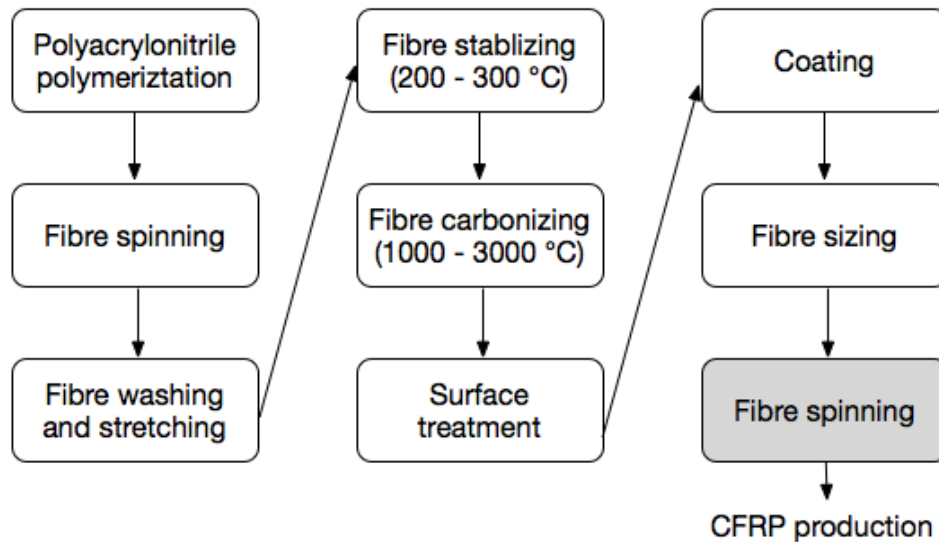 Polyacrylonitrile
polymeriztation
Fibre spinning
Fibre washing
and stretching
Fibre stablizing
(200 - 300 °C)
Fibre carbonizing
(1000 - 3000 °C)
Surface
treatment
Coating
Fibre sizing
Fibre spinning
CFRP production